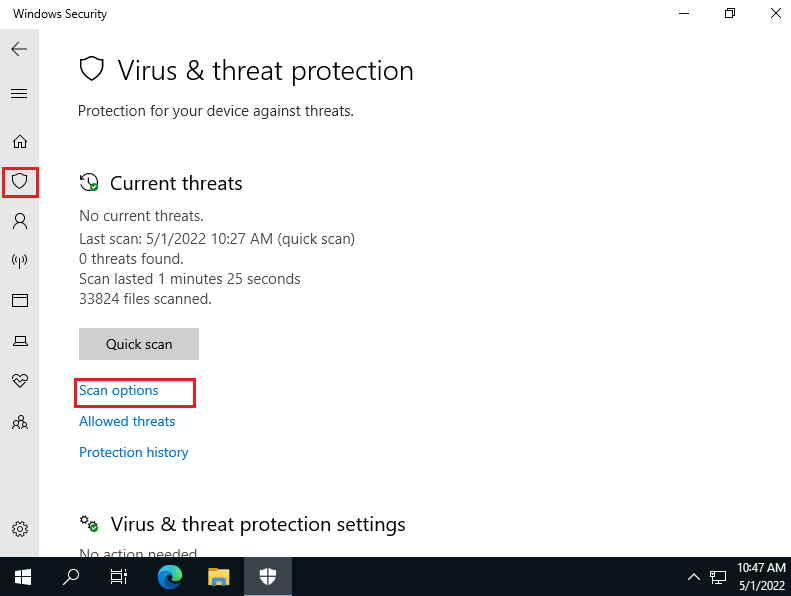 Windows Security
Virus & threat protection
Protection for your device against threats.
Current threats
No current threats.
Last scan: 5/1/2022 10:27 AM (quick scan)
0 threats found.
Scan lasted 1 minutes 25 seconds
33824 files scanned.
Quick scan
Scan options
Allowed threats
Protection history
Virus & threat protection settings
No action needed.
10:47 AM
5/1/2022